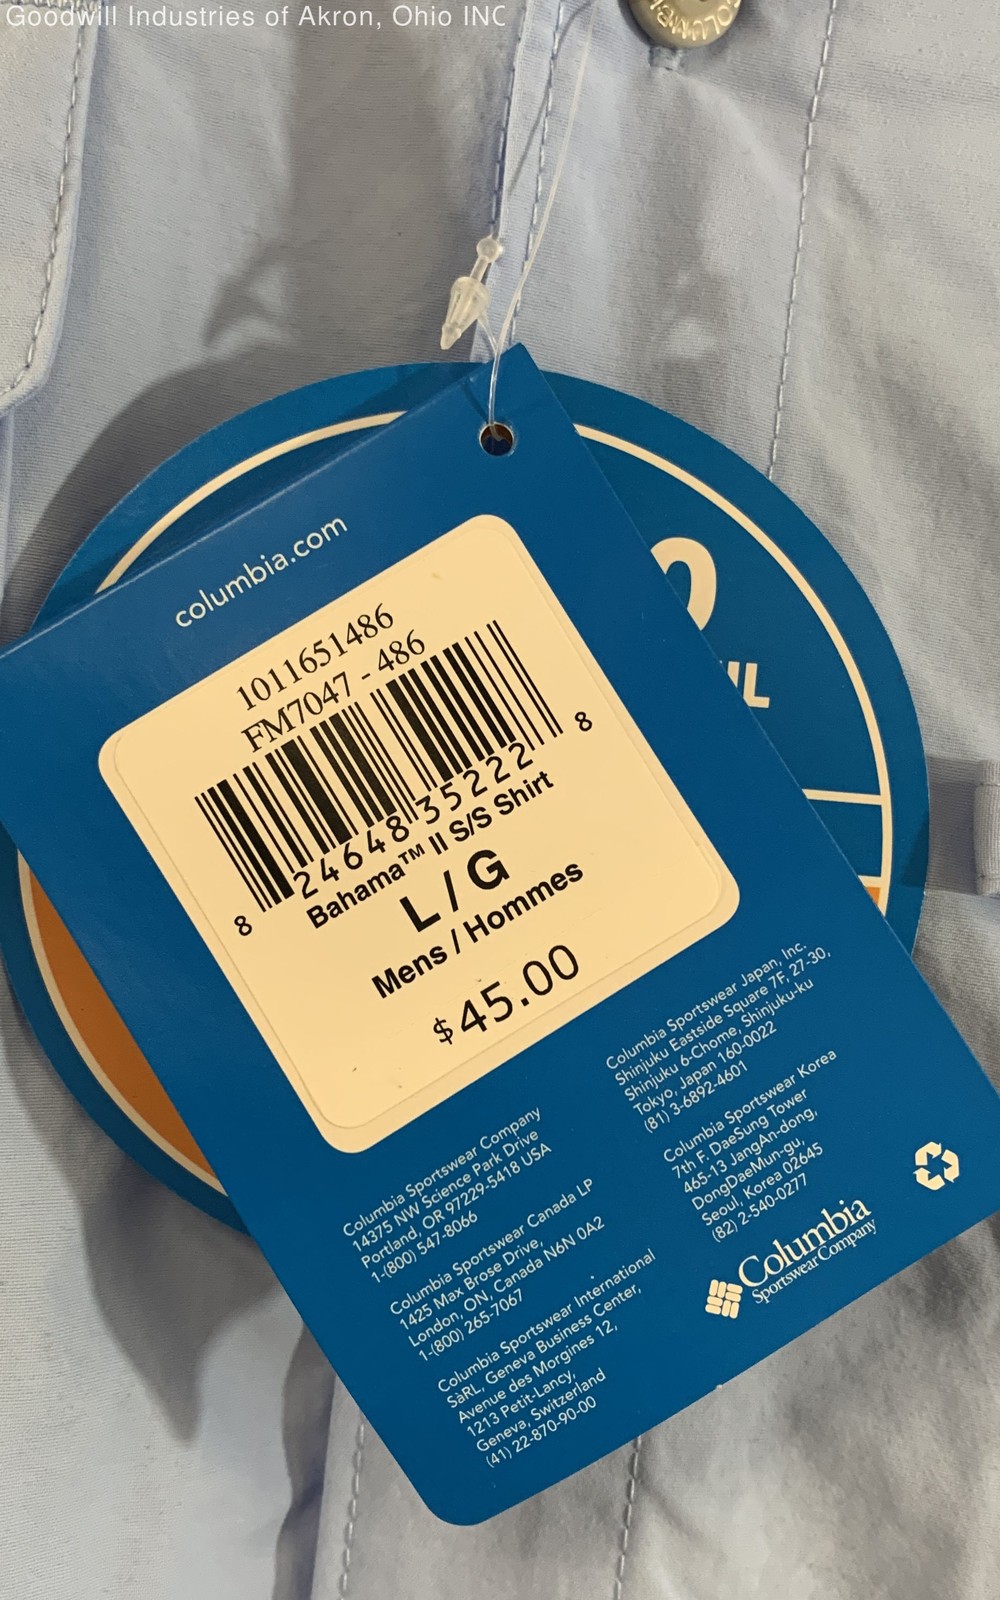 Goodwill Industries of Akron, Ohio INC
COLUMBIA
columbia.com
1011651486
FM7047 - 486
8 24648 35222 8
Bahama™ II S/S Shirt
L / G
Mens / Hommes
$45.00
Columbia Sportswear Company
14375 NW Science Park Drive
Portland, OR 97229-5418 USA
1-(800) 547-8066
Columbia Sportswear Canada LP
1425 Max Brose Drive,
London, ON, Canada N6N 0A2
1-(800) 265-7067
Columbia Sportswear International
SàRL, Geneva Business Center,
Avenue des Morgines 12,
1213 Petit-Lancy,
Geneva, Switzerland
(41) 22-870-90-00
Columbia Sportswear Japan, Inc.
Shinjuku Eastside Square 7F, 27-30,
Shinjuku 6-Chome, Shinjuku-ku
Tokyo, Japan 160-0022
(81) 3-6892-4601
Columbia Sportswear Korea
7th F. DaeSung Tower
465-13 JangAn-dong,
DongDaeMun-gu,
Seoul, Korea 02645
(82) 2-540-0277
Columbia
Sportswear Company